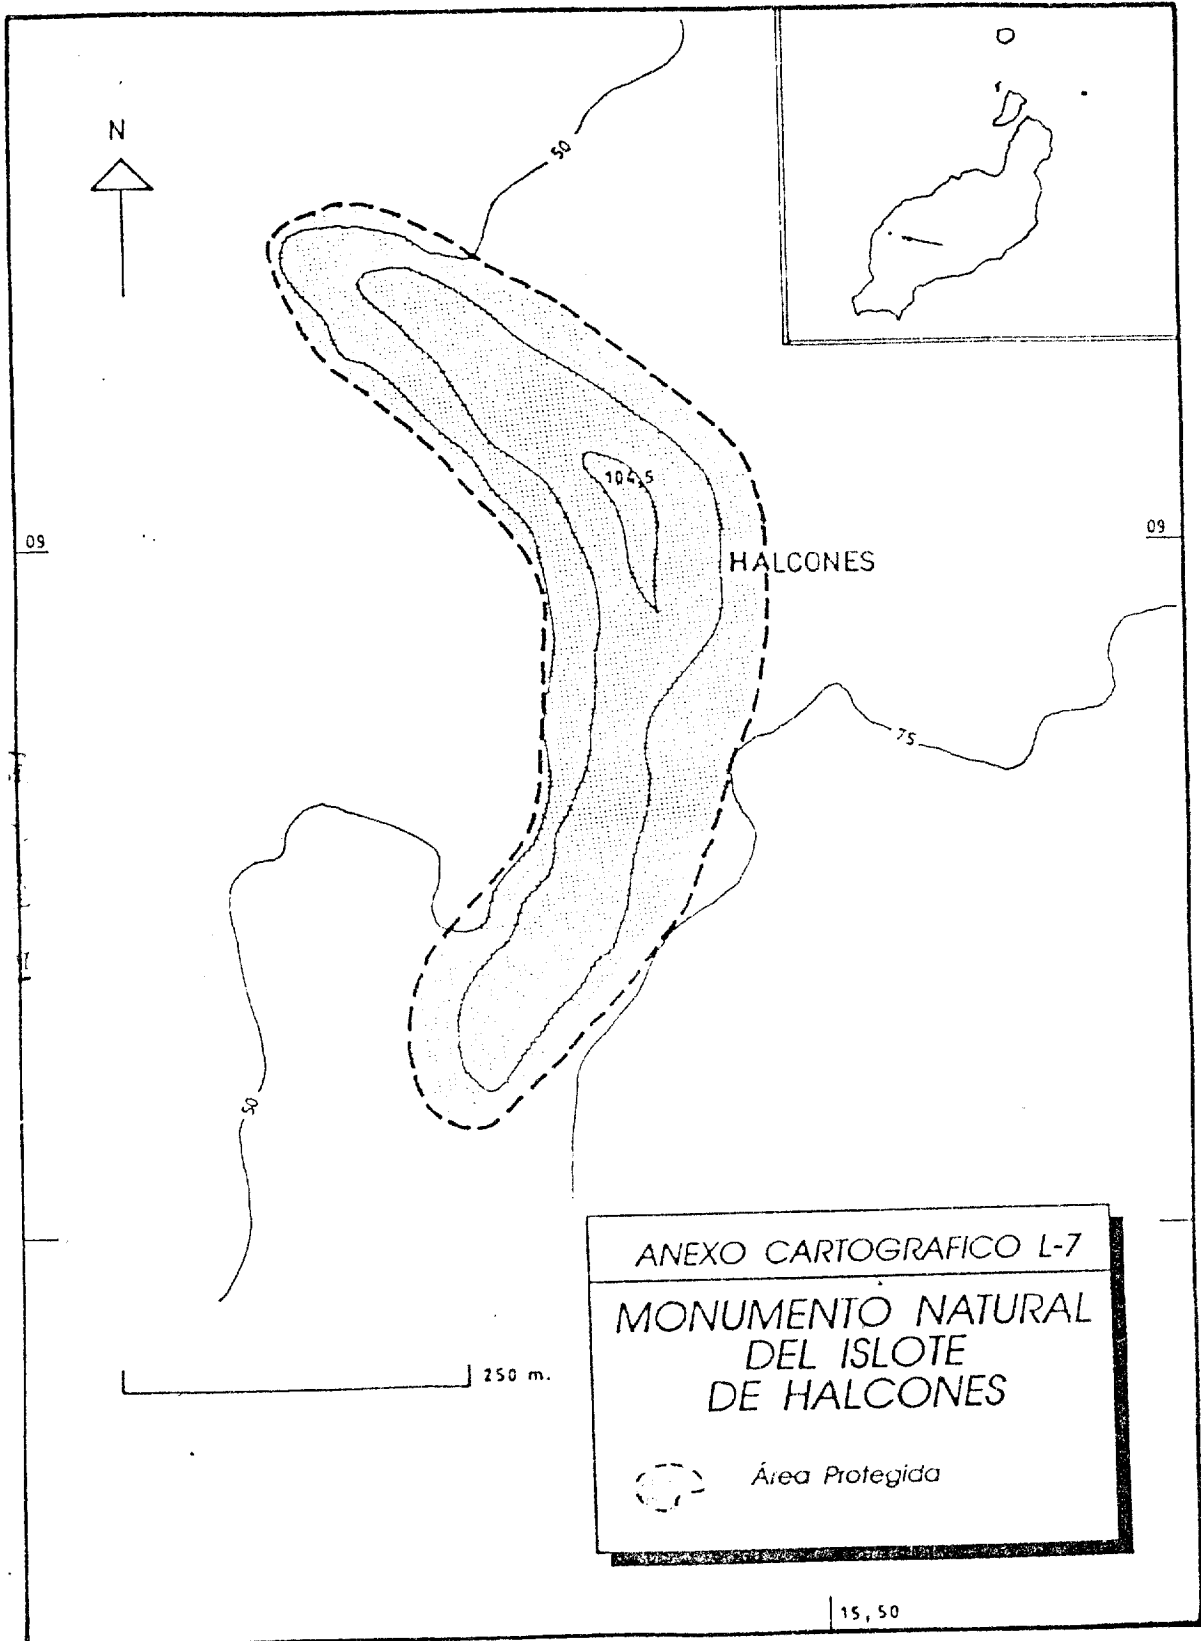 N
50
104,5
09
09
HALCONES
75
50
ANEXO CARTOGRAFICO L-7
MONUMENTO NATURAL
DEL ISLOTE
DE HALCONES
250 m.
Área Protegida
15,50